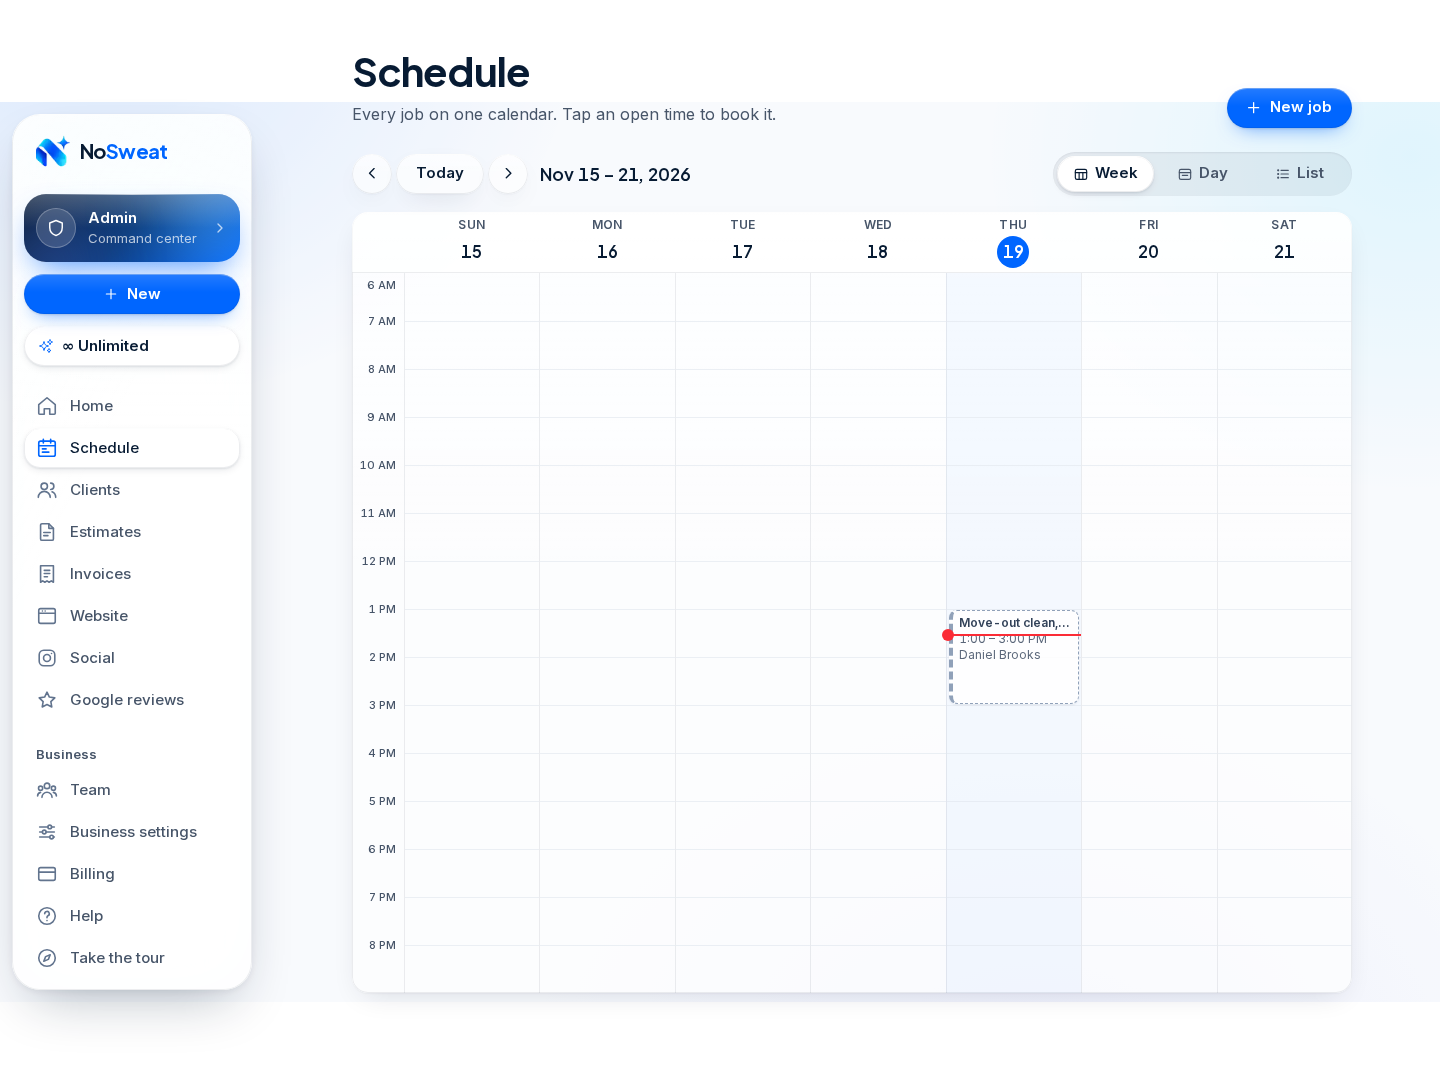 Schedule
Every job on one calendar. Tap an open time to book it.
New job
NoSweat
Admin
Command center
New
∞ Unlimited
Home
Schedule
Clients
Estimates
Invoices
Website
Social
Google reviews
Business
Team
Business settings
Billing
Help
Take the tour
Today
Nov 15 – 21, 2026
Week
Day
List
SUN
15
MON
16
TUE
17
WED
18
THU
19
FRI
20
SAT
21
6 AM
7 AM
8 AM
9 AM
10 AM
11 AM
12 PM
1 PM
2 PM
3 PM
4 PM
5 PM
6 PM
7 PM
8 PM
Move-out clean,...
1:00 – 3:00 PM
Daniel Brooks